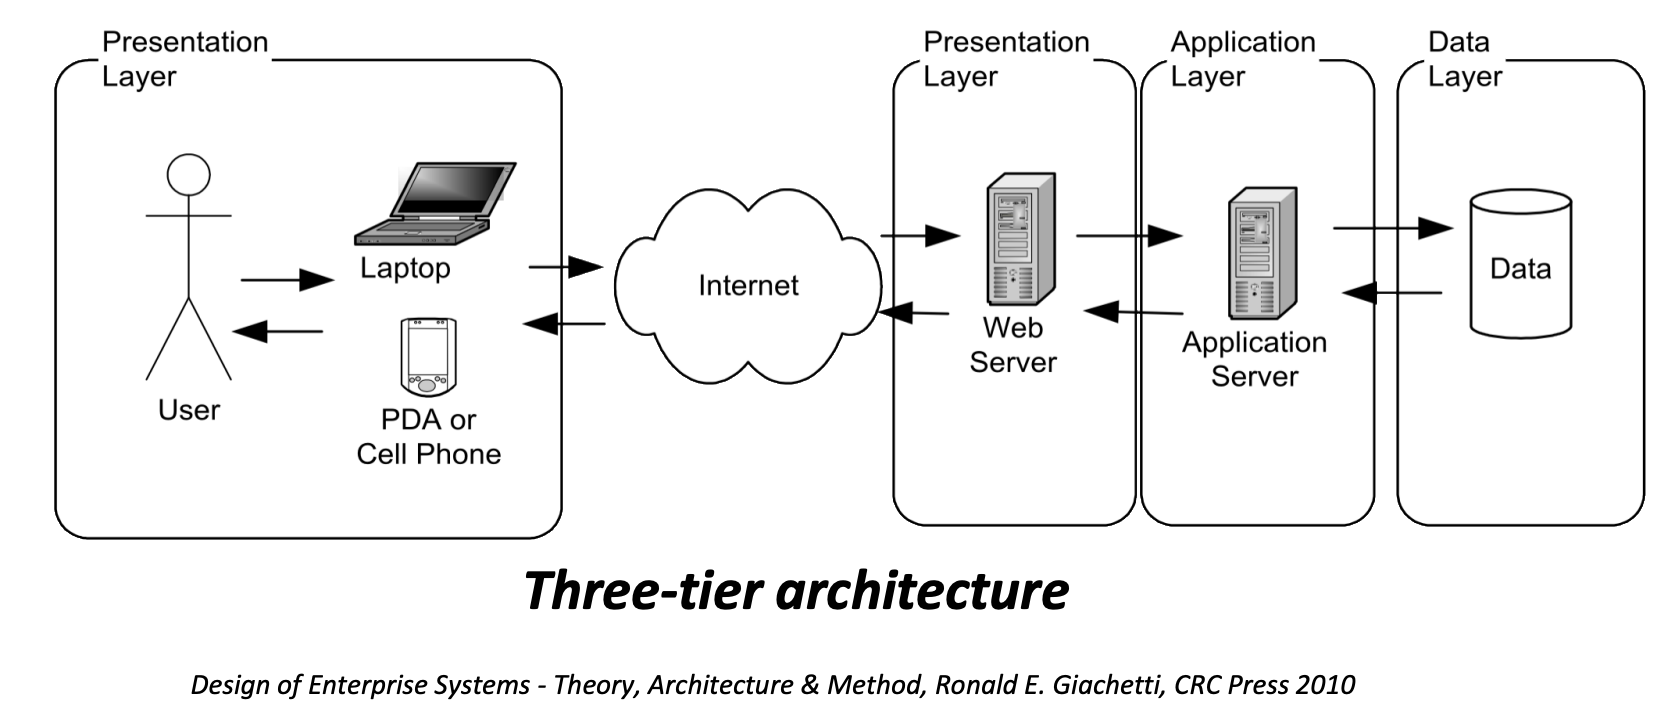 Presentation
Layer
User
Laptop
PDA or
Cell Phone
Internet
Presentation
Layer
Web
Server
Application
Layer
Application
Server
Data
Layer
Data
Three-tier architecture
Design of Enterprise Systems - Theory, Architecture & Method, Ronald E. Giachetti, CRC Press 2010